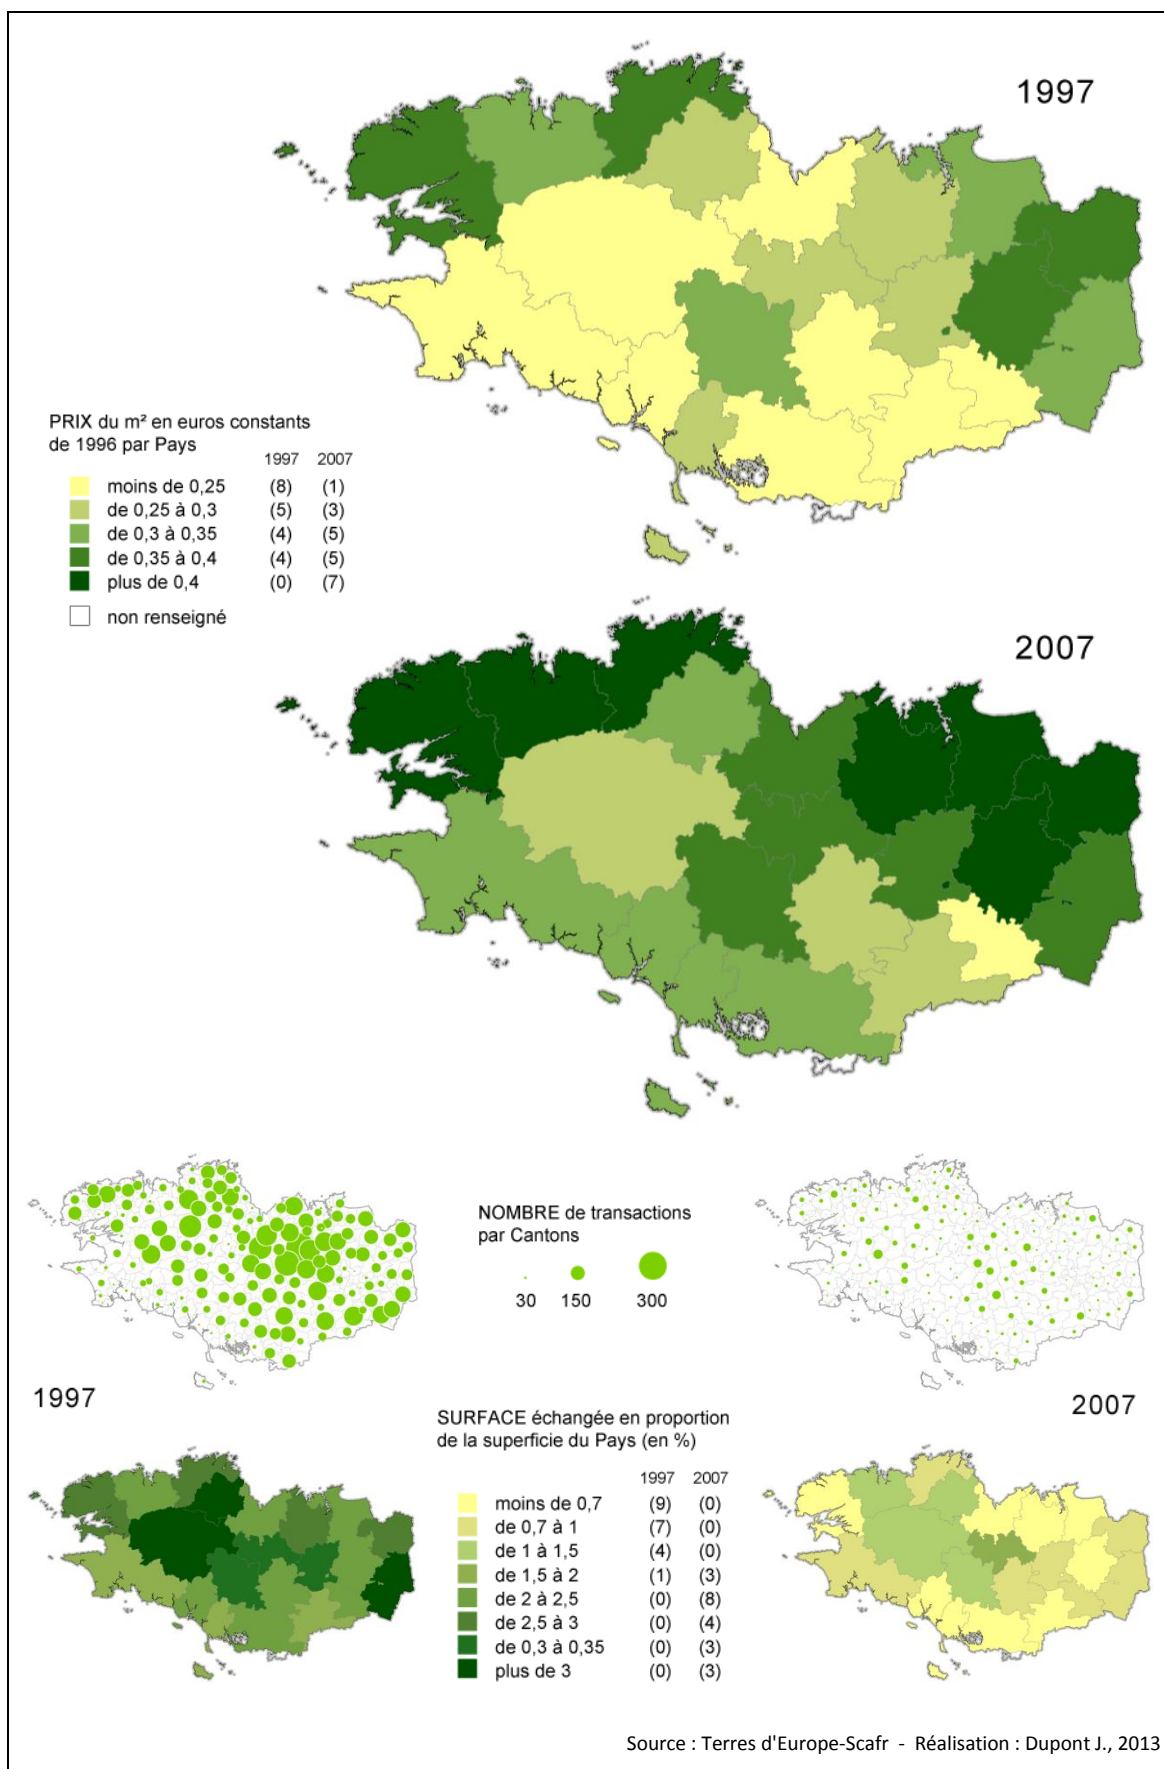 1997
PRIX du m² en euros constants
de 1996 par Pays
1997 2007
moins de 0,25 (8) (1)
de 0,25 à 0,3 (5) (3)
de 0,3 à 0,35 (4) (5)
de 0,35 à 0,4 (4) (5)
plus de 0,4 (0) (7)
non renseigné
2007
NOMBRE de transactions
par Cantons
30 150 300
1997
2007
SURFACE échangée en proportion
de la superficie du Pays (en %)
1997 2007
moins de 0,7 (9) (0)
de 0,7 à 1 (7) (0)
de 1 à 1,5 (4) (0)
de 1,5 à 2 (1) (3)
de 2 à 2,5 (0) (8)
de 2,5 à 3 (0) (4)
de 0,3 à 0,35 (0) (3)
plus de 3 (0) (3)
Source : Terres d'Europe-Scafr - Réalisation : Dupont J., 2013